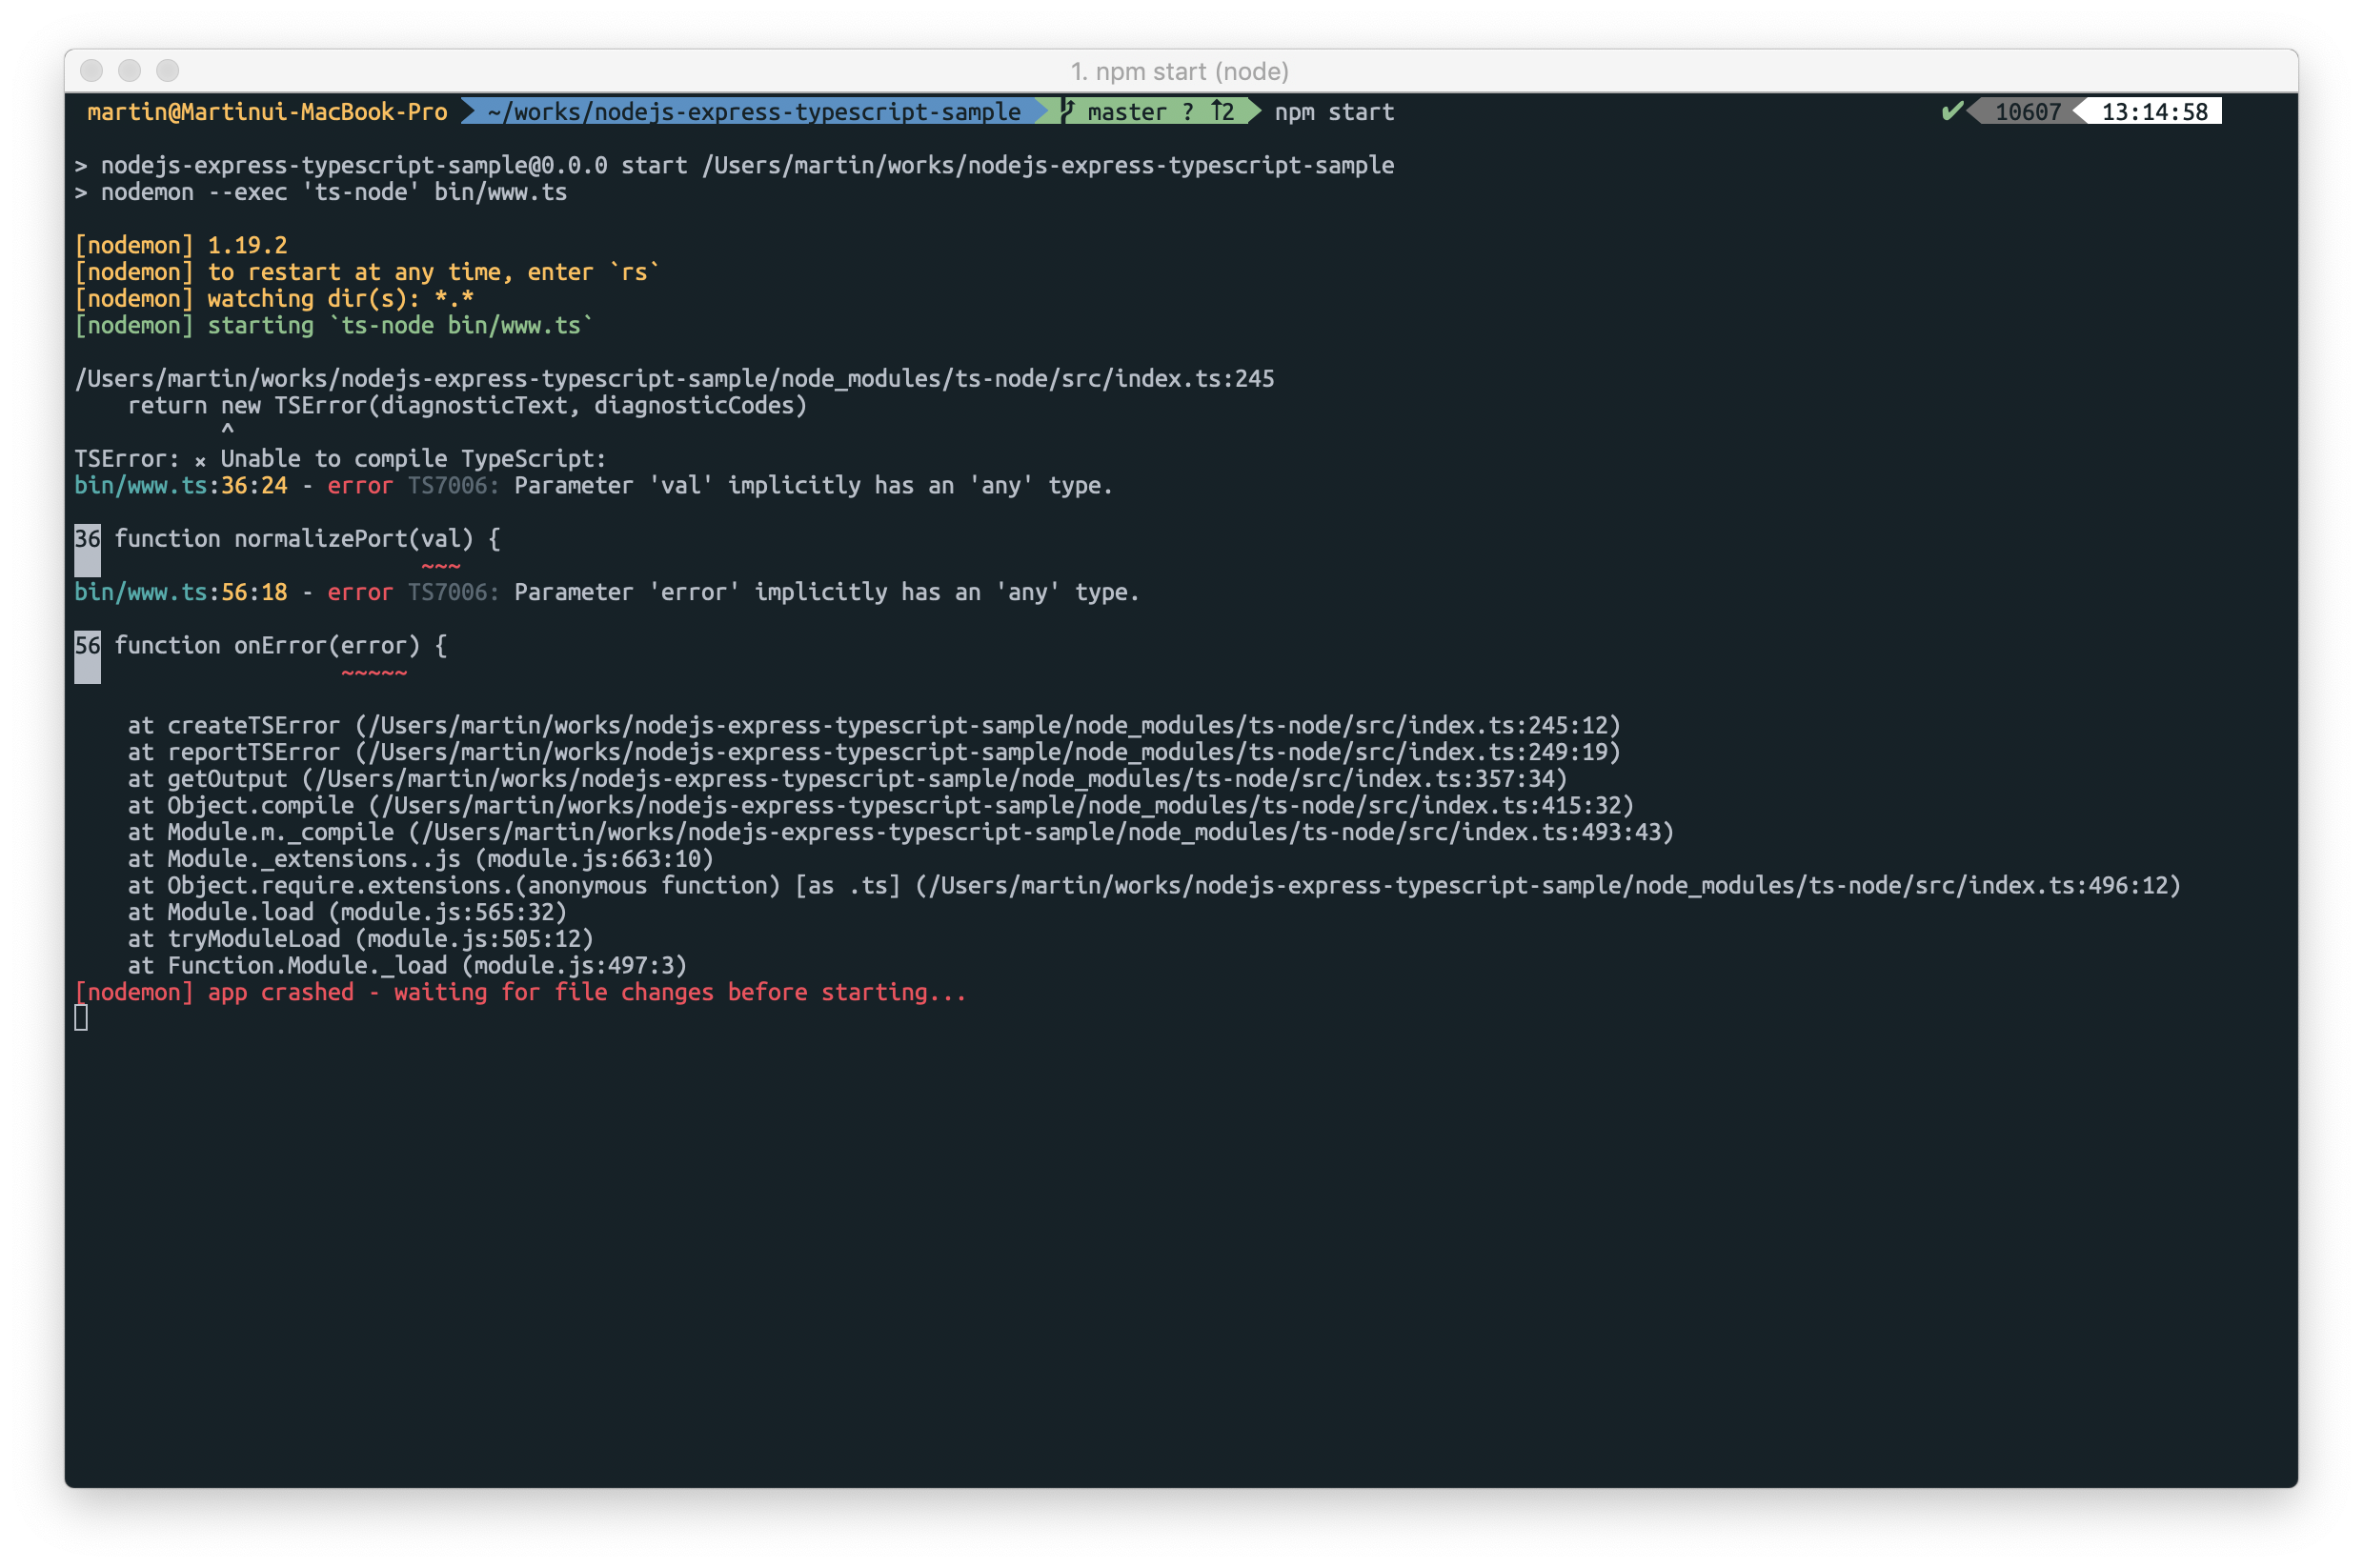 1. npm start (node)
martin@Martinui-MacBook-Pro ~/works/nodejs-express-typescript-sample master ? ↑2 npm start ✔ 10607 13:14:58
> nodejs-express-typescript-sample@0.0.0 start /Users/martin/works/nodejs-express-typescript-sample
> nodemon --exec 'ts-node' bin/www.ts
[nodemon] 1.19.2
[nodemon] to restart at any time, enter `rs`
[nodemon] watching dir(s): *.*
[nodemon] starting `ts-node bin/www.ts`
/Users/martin/works/nodejs-express-typescript-sample/node_modules/ts-node/src/index.ts:245
    return new TSError(diagnosticText, diagnosticCodes)
           ^
TSError: ⨯ Unable to compile TypeScript:
bin/www.ts:36:24 - error TS7006: Parameter 'val' implicitly has an 'any' type.
36 function normalizePort(val) {
                          ~~~
bin/www.ts:56:18 - error TS7006: Parameter 'error' implicitly has an 'any' type.
56 function onError(error) {
                    ~~~~~
    at createTSError (/Users/martin/works/nodejs-express-typescript-sample/node_modules/ts-node/src/index.ts:245:12)
    at reportTSError (/Users/martin/works/nodejs-express-typescript-sample/node_modules/ts-node/src/index.ts:249:19)
    at getOutput (/Users/martin/works/nodejs-express-typescript-sample/node_modules/ts-node/src/index.ts:357:34)
    at Object.compile (/Users/martin/works/nodejs-express-typescript-sample/node_modules/ts-node/src/index.ts:415:32)
    at Module.m._compile (/Users/martin/works/nodejs-express-typescript-sample/node_modules/ts-node/src/index.ts:493:43)
    at Module._extensions..js (module.js:663:10)
    at Object.require.extensions.(anonymous function) [as .ts] (/Users/martin/works/nodejs-express-typescript-sample/node_modules/ts-node/src/index.ts:496:12)
    at Module.load (module.js:565:32)
    at tryModuleLoad (module.js:505:12)
    at Function.Module._load (module.js:497:3)
[nodemon] app crashed - waiting for file changes before starting...